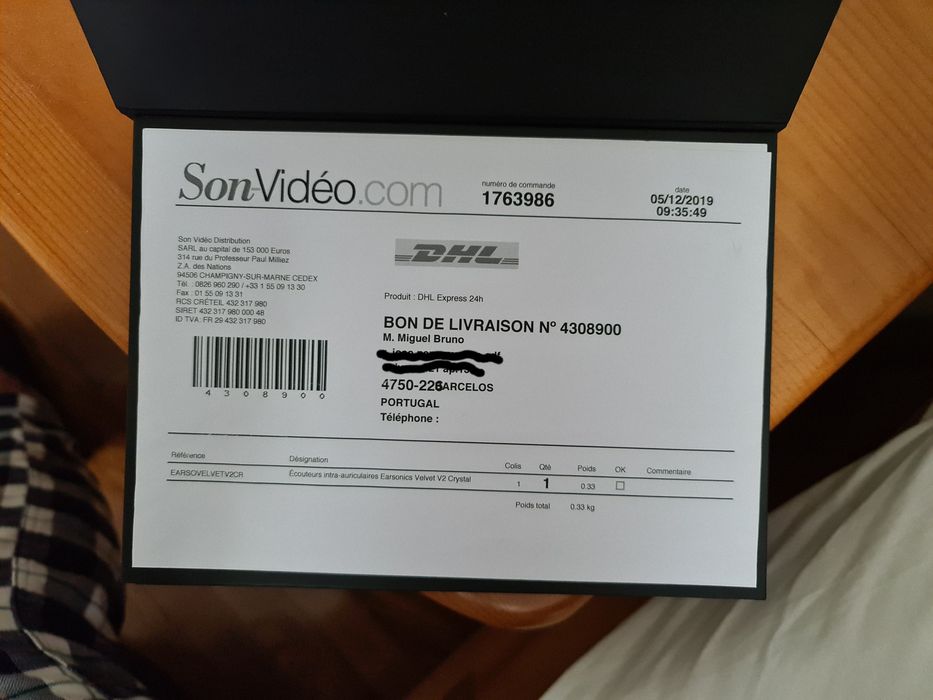 Son-Vidéo.com
numéro de commande
1763986
date
05/12/2019
09:35:49
Son Vidéo Distribution
SARL au capital de 153 000 Euros
314 rue du Professeur Paul Milliez
Z.A. des Nations
94506 CHAMPIGNY-SUR-MARNE CEDEX
Tél. : 0826 960 290 / +33 1 55 09 13 30
Fax : 01 55 09 13 31
RCS CRÉTEIL 432 317 980
SIRET 432 317 980 000 48
ID TVA: FR 29 432 317 980
4 3 0 8 9 0 0
DHL
Produit : DHL Express 24h
BON DE LIVRAISON Nº 4308900
M. Miguel Bruno
4750-226 BARCELOS
PORTUGAL
Téléphone :
Référence Désignation Colis Qté Poids OK Commentaire
EARSOVELVETV2CR Écouteurs intra-auriculaires Earsonics Velvet V2 Crystal 1 1 0.33
Poids total 0.33 kg